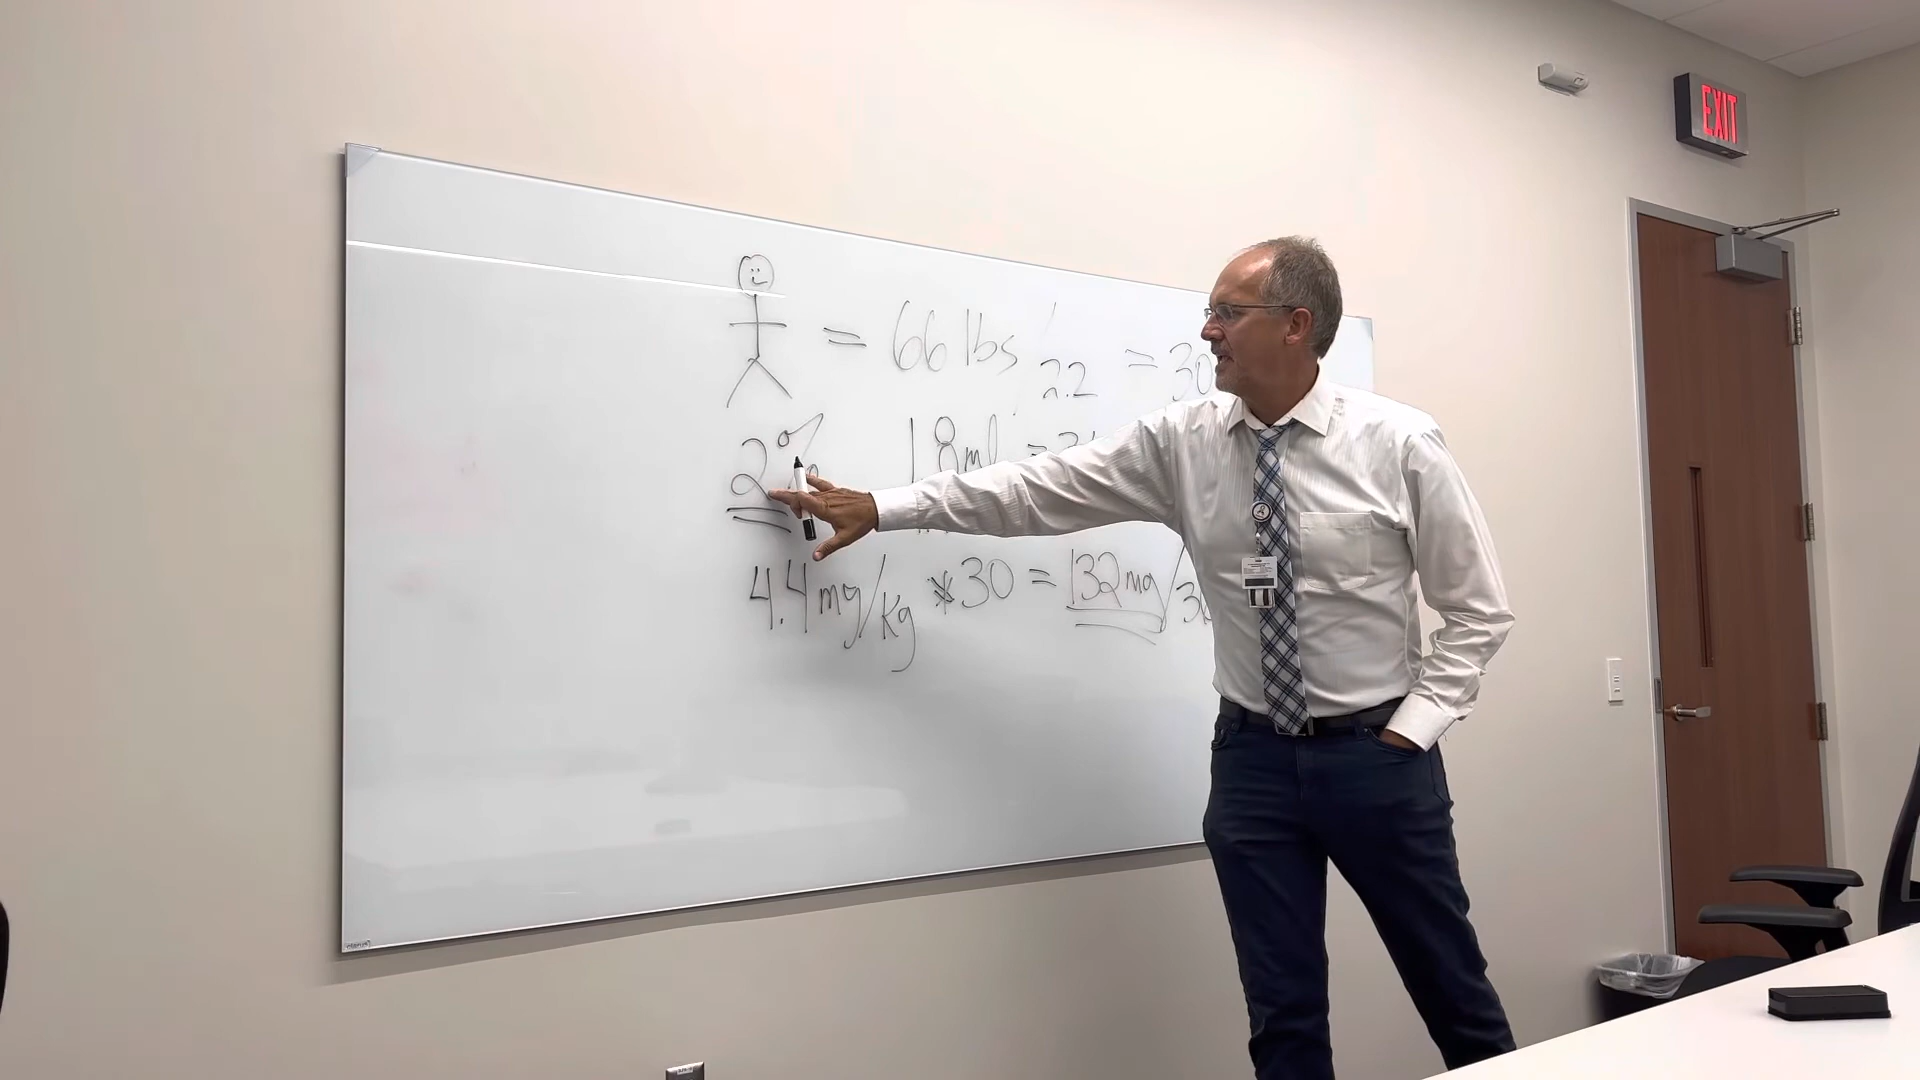 EXIT
= 66 lbs / 2.2 = 30
2% 1.8ml =
4.4 mg/kg * 30 = 132 mg/